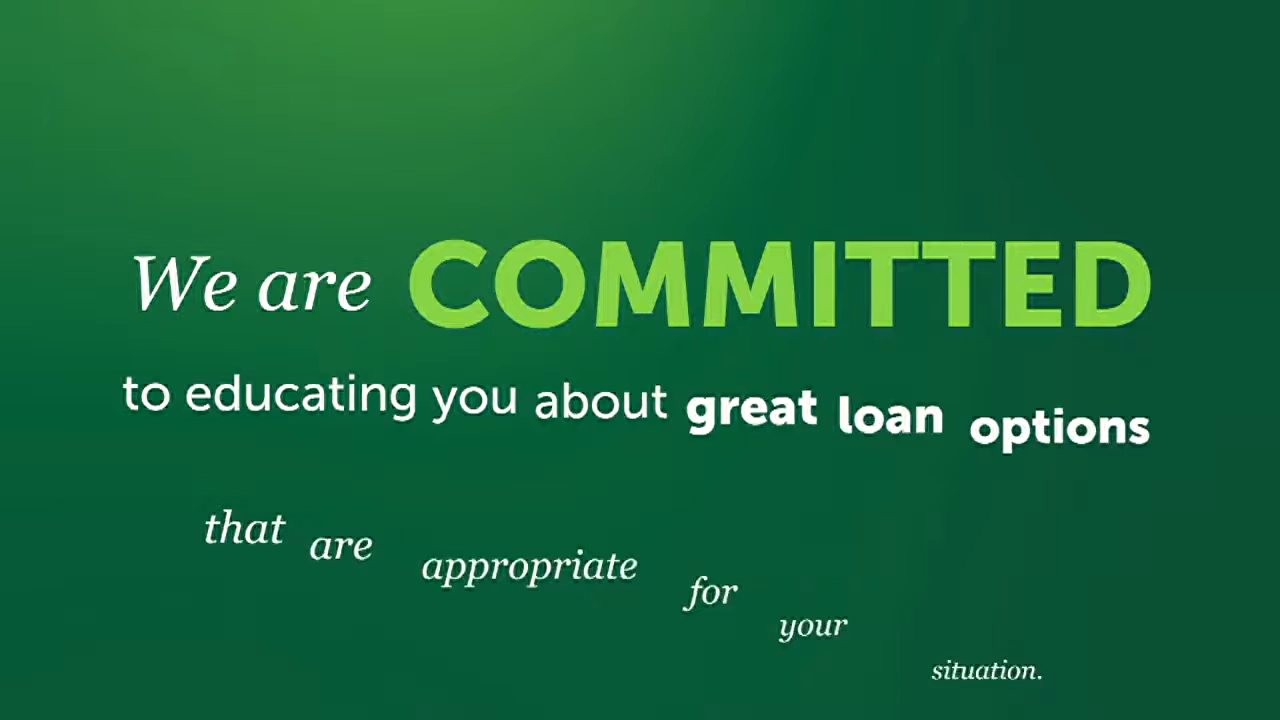 We are COMMITTED
to educating you about great loan options
that are appropriate for your situation.